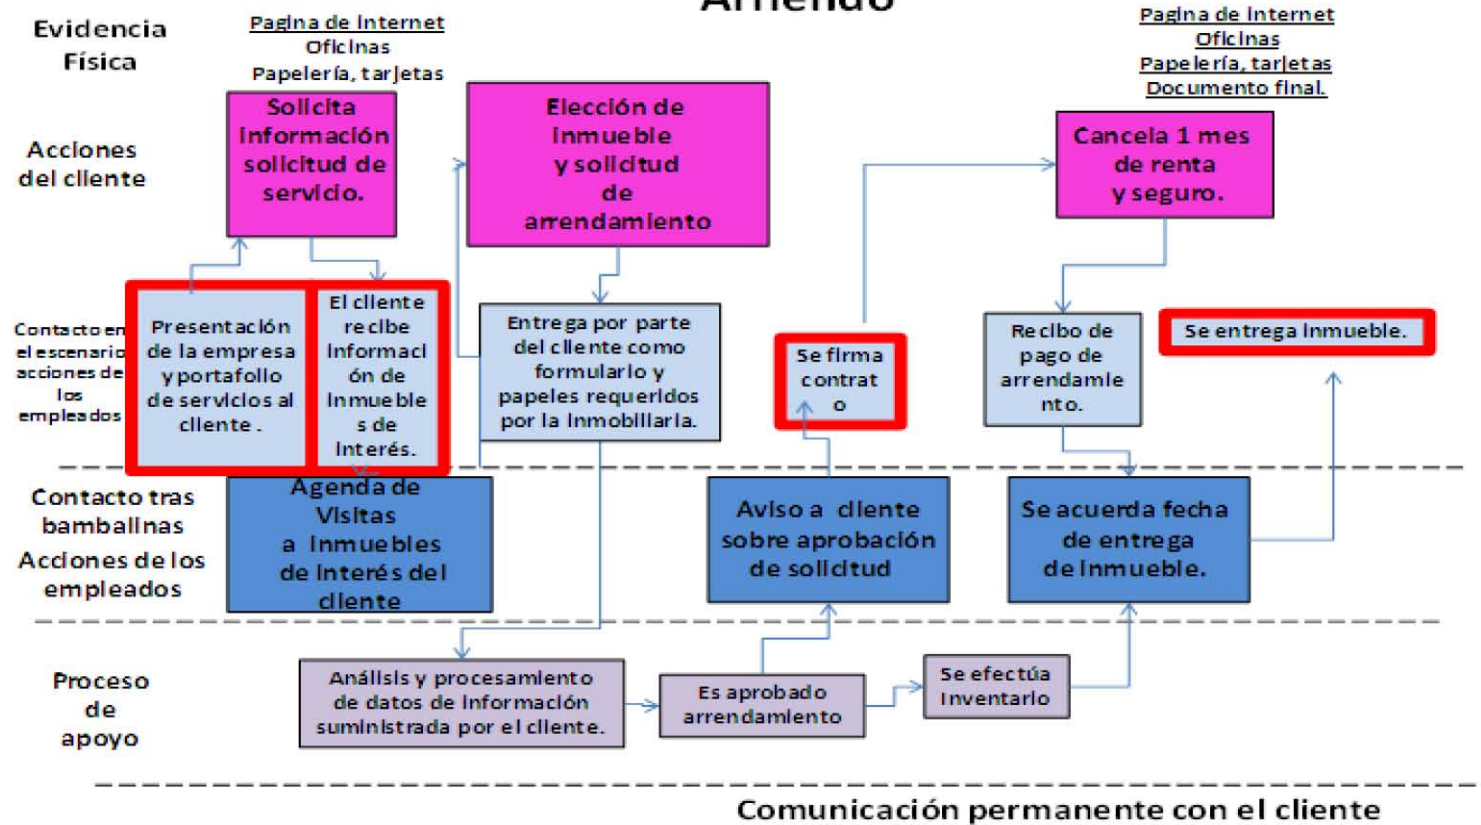 Arriendo
Evidencia
Física
Pagina de internet
Oficinas
Papelería, tarjetas
Pagina de internet
Oficinas
Papelería, tarjetas
Documento final.
Acciones
del cliente
Solicita
información
solicitud de
servicio.
Elección de
inmueble
y solicitud
de
arrendamiento
Cancela 1 mes
de renta
y seguro.
Contacto en
el escenario
acciones de
los
empleados
Presentación
de la empresa
y portafolio
de servicios al
cliente .
El cliente
recibe
informaci
ón de
inmueble
s de
interés.
Entrega por parte
del cliente como
formulario y
papeles requeridos
por la inmobiliaria.
Se firma
contrat
o
Recibo de
pago de
arrendamie
nto.
Se entrega inmueble.
Contacto tras
bambalinas
Acciones de los
empleados
Agenda de
Visitas
a inmuebles
de interés del
cliente
Aviso a cliente
sobre aprobación
de solicitud
Se acuerda fecha
de entrega
de inmueble.
Proceso
de
apoyo
Análisis y procesamiento
de datos de información
suministrada por el cliente.
Es aprobado
arrendamiento
Se efectúa
inventario
Comunicación permanente con el cliente